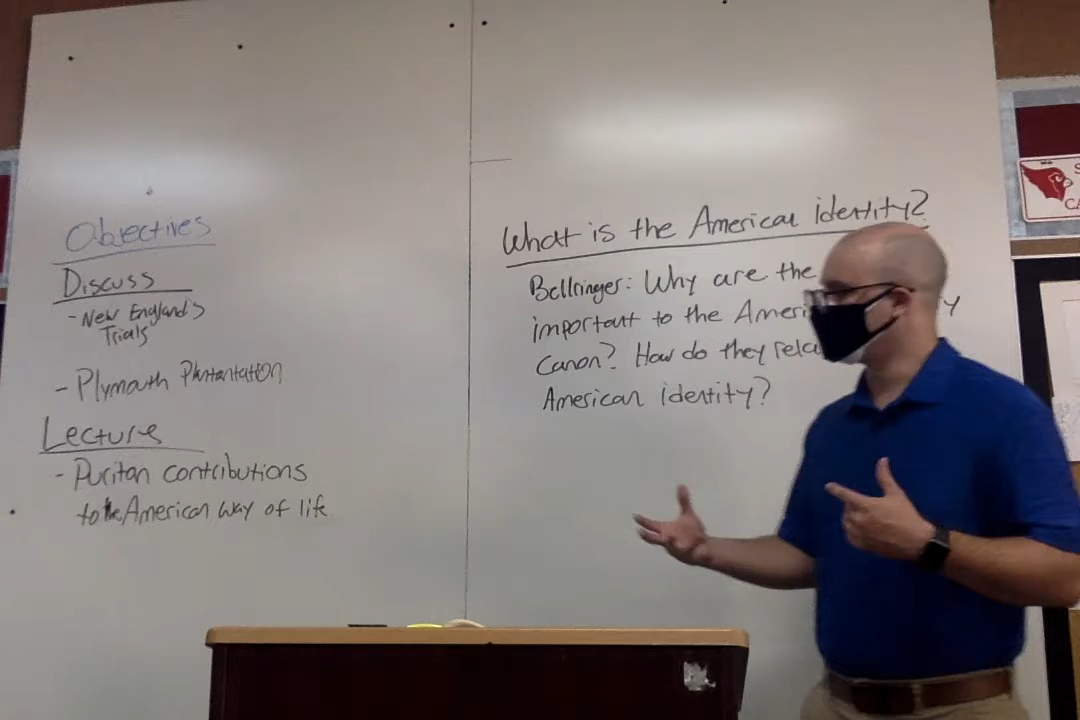 Objectives
Discuss
- New England's
Trials
- Plymouth Plantantation
Lecture
- Puritan contributions
to the American way of life
What is the American identity?
Bellringer: Why are the
important to the Ameri
Canon? How do they rela
American identity?